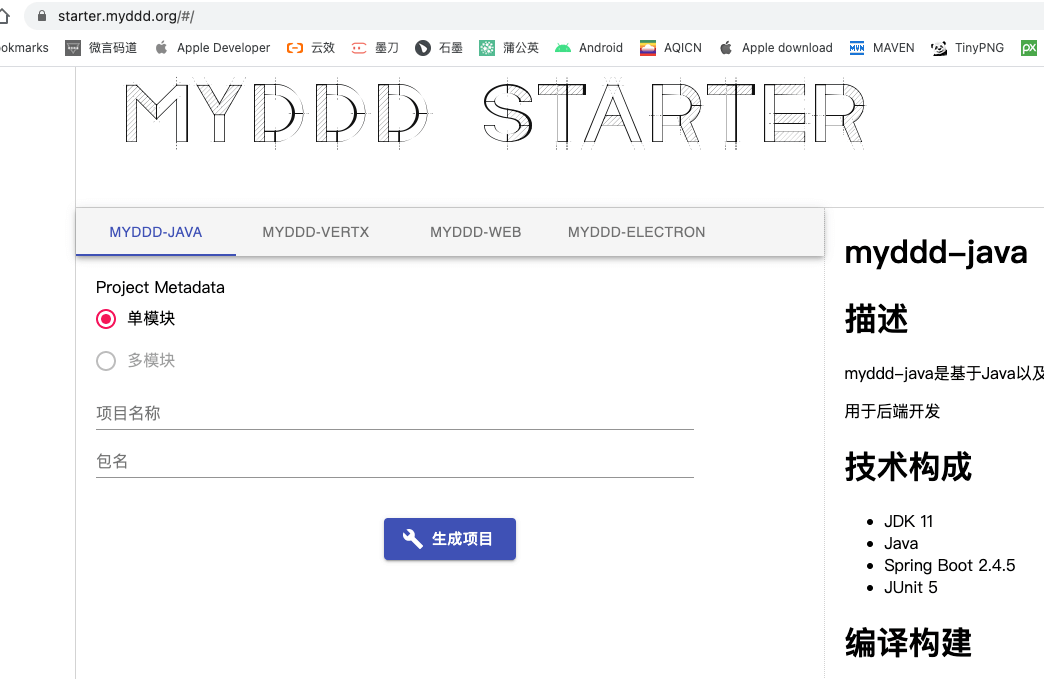 starter.myddd.org/#/
okmarks 微言码道 Apple Developer 云效 墨刀 石墨 蒲公英 Android AQICN Apple download MAVEN TinyPNG
MYDDD STARTER
MYDDD-JAVA MYDDD-VERTX MYDDD-WEB MYDDD-ELECTRON
Project Metadata
单模块
多模块
项目名称
包名
生成项目
myddd-java
描述
myddd-java是基于Java以及
用于后端开发
技术构成
JDK 11
Java
Spring Boot 2.4.5
JUnit 5
编译构建